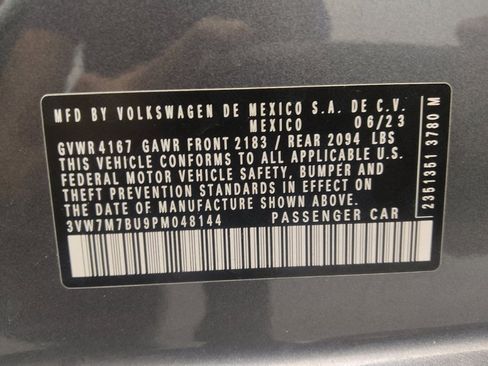 MFD BY VOLKSWAGEN DE MEXICO S.A. DE C.V.
MEXICO 06/23
GVWR 4167 GAWR FRONT 2183 / REAR 2094 LBS
THIS VEHICLE CONFORMS TO ALL APPLICABLE U.S.
FEDERAL MOTOR VEHICLE SAFETY, BUMPER AND
THEFT PREVENTION STANDARDS IN EFFECT ON THE
DATE OF MANUFACTURE SHOWN ABOVE.
3VW7M7BU9PM048144 PASSENGER CAR
2351351 3780 M